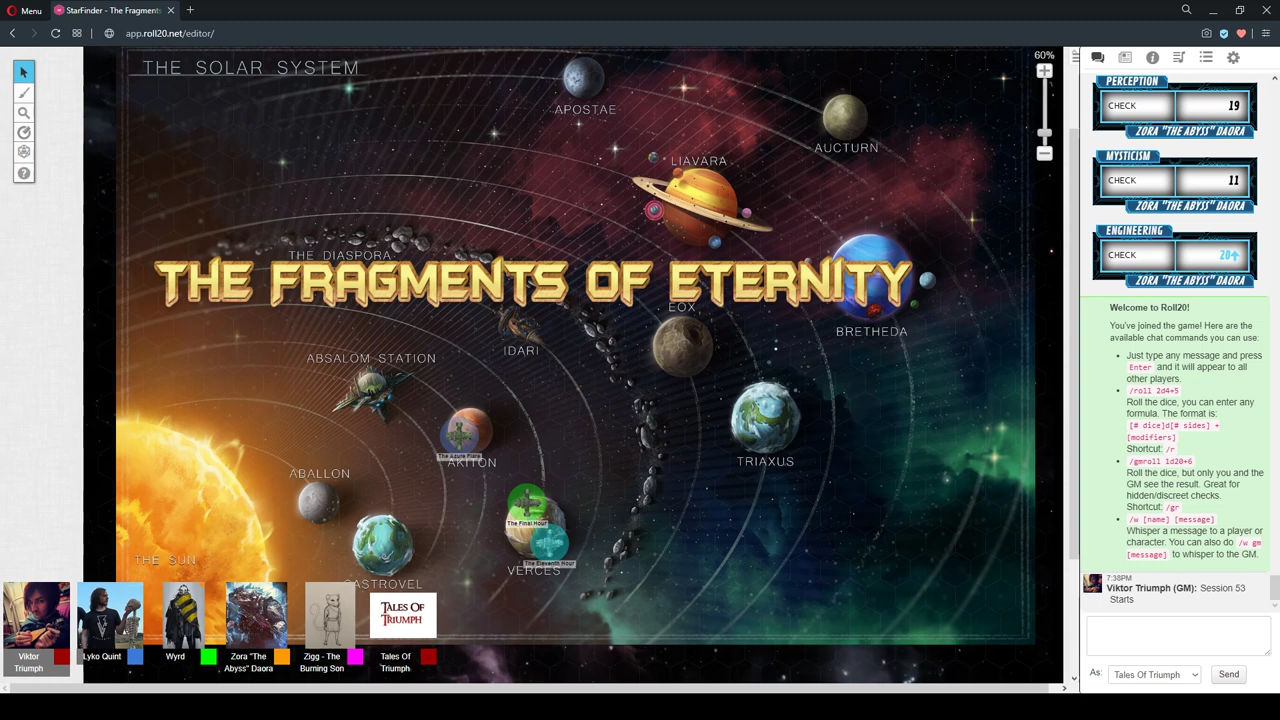 Menu
StarFinder - The Fragments
app.roll20.net/editor/
THE SOLAR SYSTEM
APOSTAE
AUCTURN
LIAVARA
THE DIASPORA
THE FRAGMENTS OF ETERNITY
EOX
BRETHEDA
IDARI
ABSALOM STATION
TRIAXUS
The Azure Flare
AKITON
ABALLON
The Final Hour
The Eleventh Hour
VERCES
THE SUN
CASTROVEL
TALES OF
TRIUMPH
Viktor
Triumph
Lyko Quint
Wyrd
Zora "The
Abyss" Daora
Zigg - The
Burning Son
Tales Of
Triumph
60%
PERCEPTION
CHECK 19
ZORA "THE ABYSS" DAORA
MYSTICISM
CHECK 11
ZORA "THE ABYSS" DAORA
ENGINEERING
CHECK 20
ZORA "THE ABYSS" DAORA
Welcome to Roll20!
You've joined the game! Here are the
available chat commands you can use:
• Just type any message and press
Enter and it will appear to all
other players.
• /roll 2d4+5
Roll the dice, you can enter any
formula. The format is:
[# dice]d[# sides] +
[modifiers]
Shortcut: /r
• /gmroll 1d20+6
Roll the dice, but only you and the
GM see the result. Great for
hidden/discreet checks.
Shortcut: /gr
• /w [name] [message]
Whisper a message to a player or
character. You can also do /w gm
[message] to whisper to the GM.
7:38PM
Viktor Triumph (GM): Session 53
Starts
As: Tales Of Triumph Send